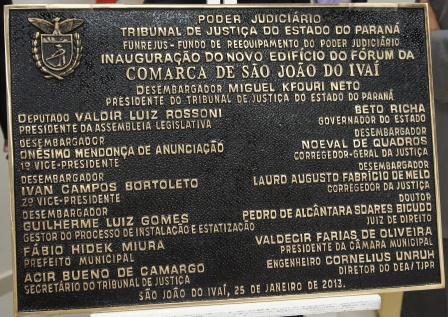 PODER JUDICIÁRIO
TRIBUNAL DE JUSTIÇA DO ESTADO DO PARANÁ
FUNREJUS - FUNDO DE REEQUIPAMENTO DO PODER JUDICIÁRIO
INAUGURAÇÃO DO NOVO EDIFÍCIO DO FÓRUM DA
COMARCA DE SÃO JOÃO DO IVAÍ
DESEMBARGADOR MIGUEL KFOURI NETO
PRESIDENTE DO TRIBUNAL DE JUSTIÇA DO ESTADO DO PARANÁ
DEPUTADO VALDIR LUIZ ROSSONI
PRESIDENTE DA ASSEMBLEIA LEGISLATIVA
DESEMBARGADOR
ONÉSIMO MENDONÇA DE ANUNCIAÇÃO
1º VICE-PRESIDENTE
DESEMBARGADOR
IVAN CAMPOS BORTOLETO
2º VICE-PRESIDENTE
DESEMBARGADOR
GUILHERME LUIZ GOMES
GESTOR DO PROCESSO DE INSTALAÇÃO E ESTATIZAÇÃO
FÁBIO HIDEK MIURA
PREFEITO MUNICIPAL
ACIR BUENO DE CAMARGO
SECRETÁRIO DO TRIBUNAL DE JUSTIÇA
BETO RICHA
GOVERNADOR DO ESTADO
DESEMBARGADOR
NOEVAL DE QUADROS
CORREGEDOR-GERAL DA JUSTIÇA
DESEMBARGADOR
LAURO AUGUSTO FABRÍCIO DE MELO
CORREGEDOR DA JUSTIÇA
DOUTOR
PEDRO DE ALCÂNTARA SOARES BICUDO
JUIZ DE DIREITO
VALDECIR FARIAS DE OLIVEIRA
PRESIDENTE DA CÂMARA MUNICIPAL
ENGENHEIRO CORNELIUS UNRUH
DIRETOR DO DEA/TJPR
SÃO JOÃO DO IVAÍ, 25 DE JANEIRO DE 2013.